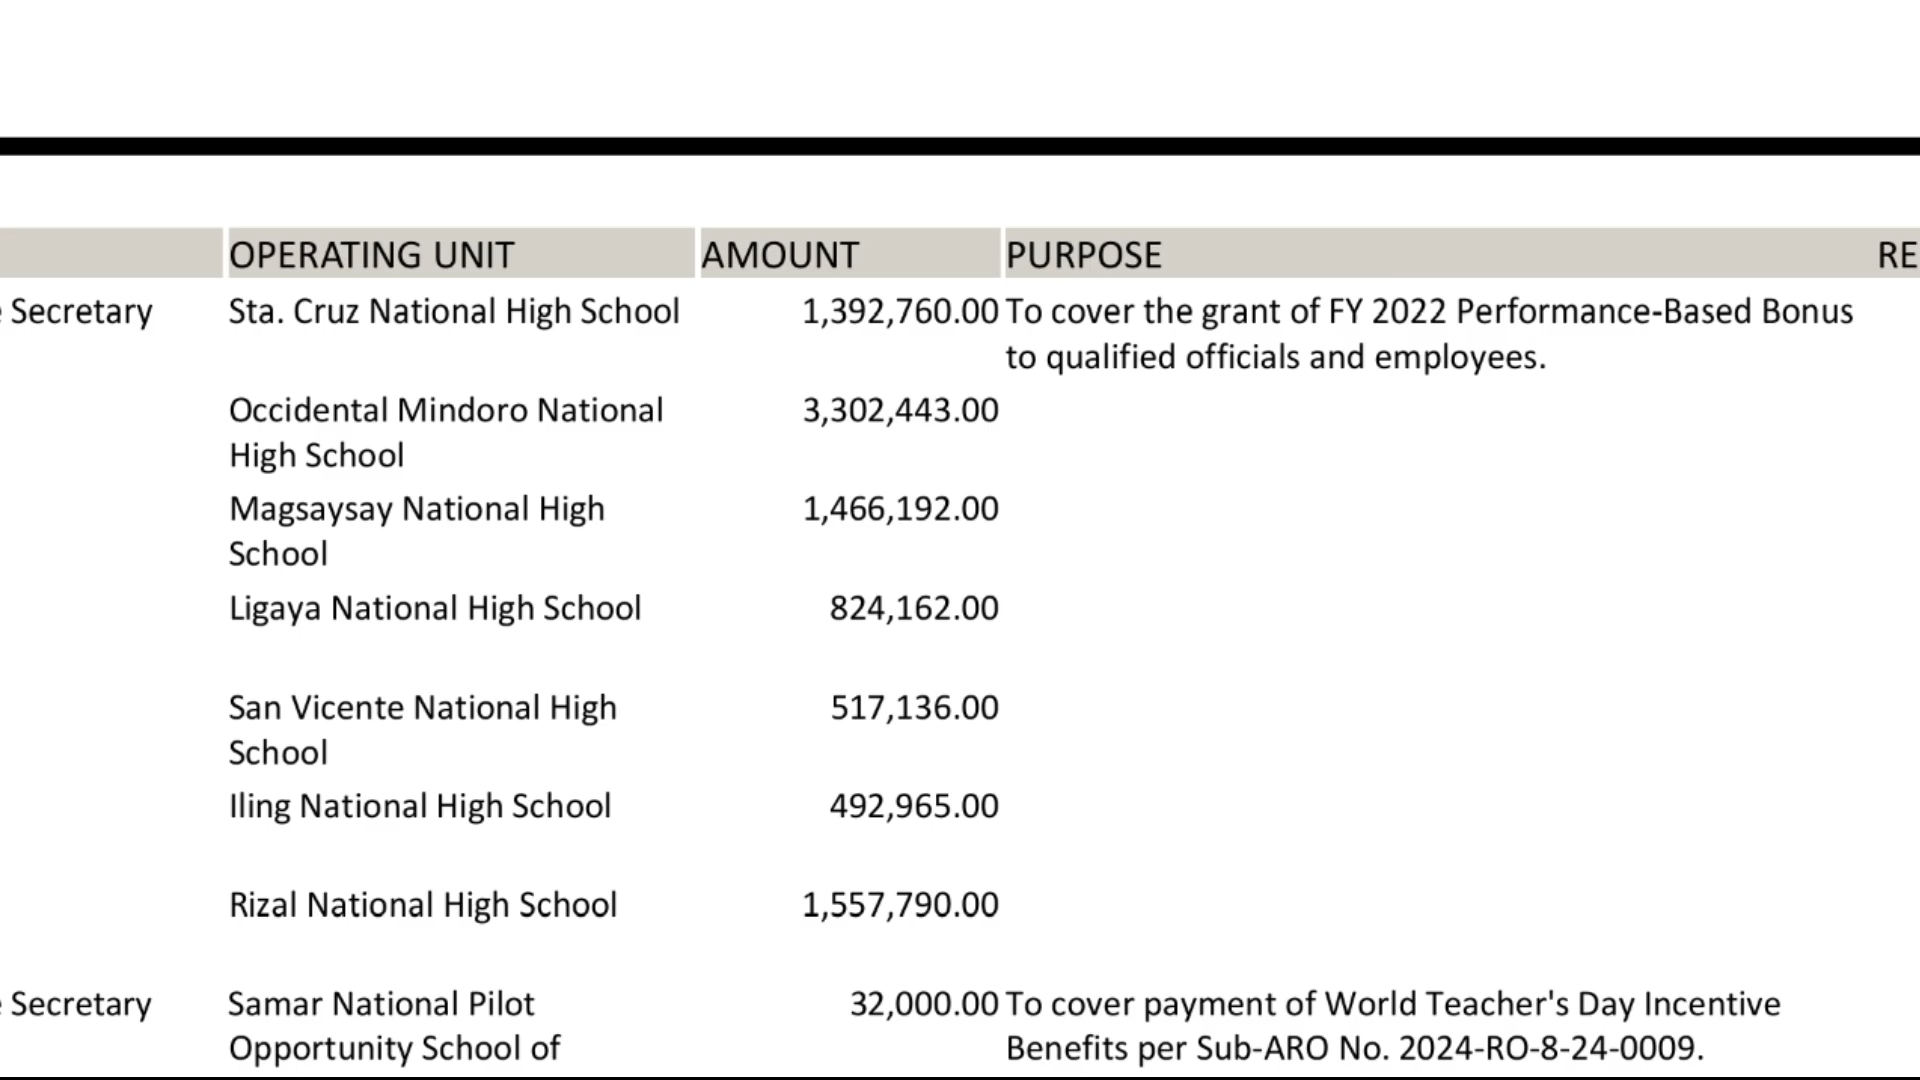 OPERATING UNIT AMOUNT PURPOSE RE
Secretary Sta. Cruz National High School 1,392,760.00 To cover the grant of FY 2022 Performance-Based Bonus
to qualified officials and employees.
Occidental Mindoro National 3,302,443.00
High School
Magsaysay National High 1,466,192.00
School
Ligaya National High School 824,162.00
San Vicente National High 517,136.00
School
Iling National High School 492,965.00
Rizal National High School 1,557,790.00
Secretary Samar National Pilot 32,000.00 To cover payment of World Teacher's Day Incentive
Opportunity School of Benefits per Sub-ARO No. 2024-RO-8-24-0009.